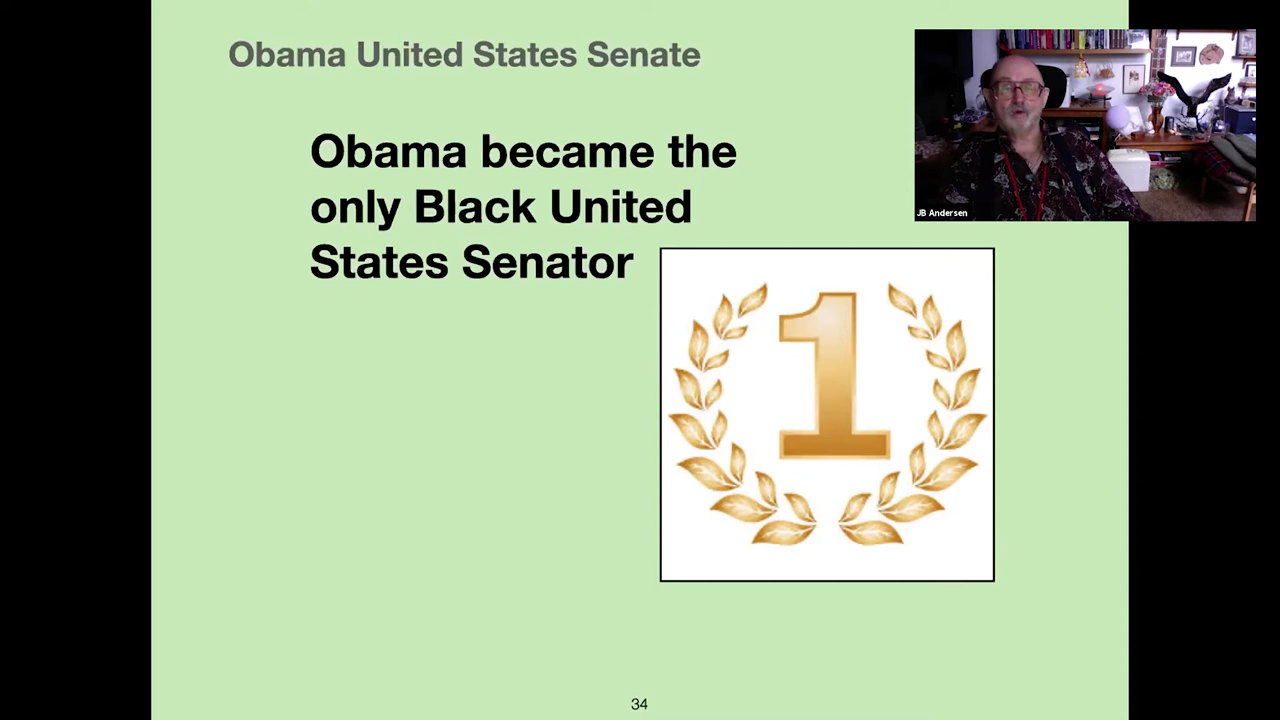 Obama United States Senate
Obama became the
only Black United
States Senator
JB Andersen
1
34